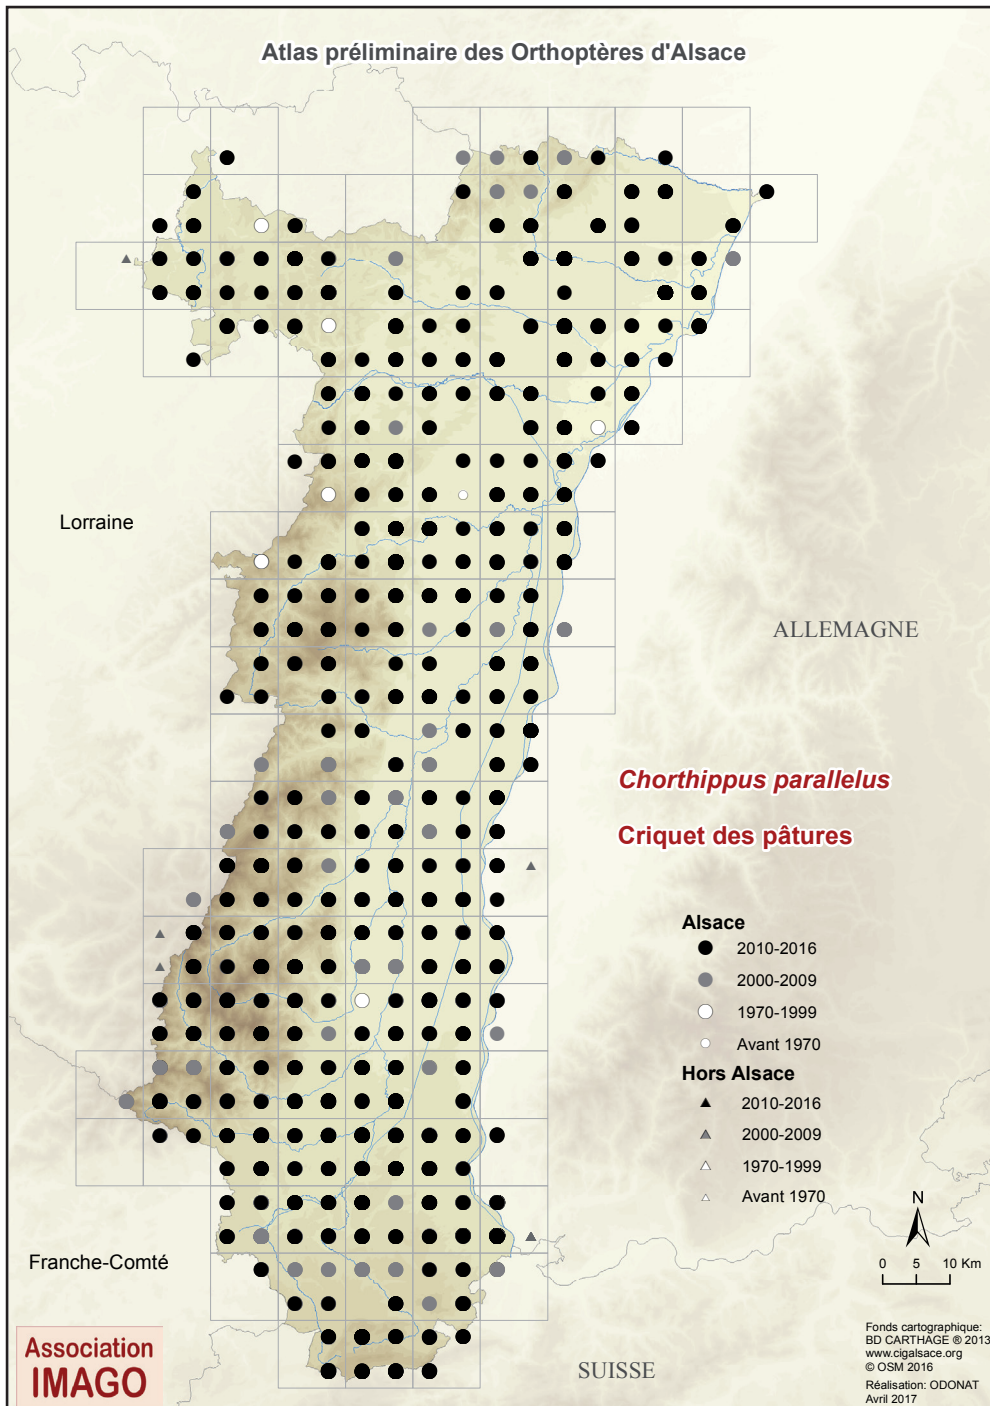 Atlas préliminaire des Orthoptères d'Alsace
Lorraine
ALLEMAGNE
Chorthippus parallelus
Criquet des pâtures
Alsace
2010-2016
2000-2009
1970-1999
Avant 1970
Hors Alsace
2010-2016
2000-2009
1970-1999
Avant 1970
N
0 5 10 Km
Franche-Comté
SUISSE
Association
IMAGO
Fonds cartographique:
BD CARTHAGE ® 2013
www.cigalsace.org
© OSM 2016
Réalisation: ODONAT
Avril 2017